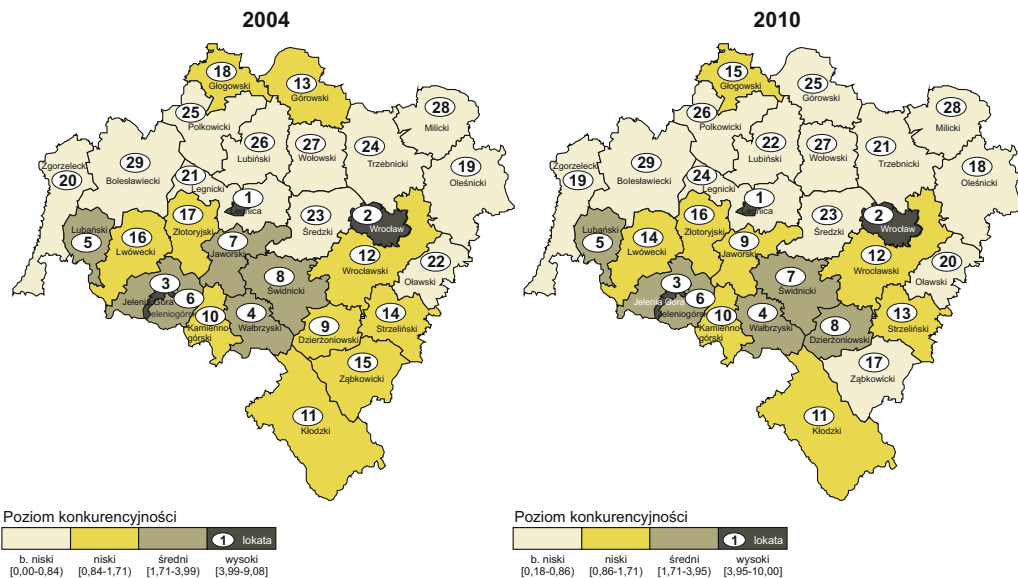 2004
18
Głogowski
13
Górowski
28
Milicki
25
Polkowicki
26
Lubiński
27
Wołowski
24
Trzebnicki
19
Oleśnicki
Zgorzelecki
20
29
Bolesławiecki
21
Legnicki
1
Legnica
23
Średzki
2
Wrocław
17
Złotoryjski
Lubański
5
16
Lwówecki
7
Jaworski
12
Wrocławski
22
Oławski
8
Świdnicki
3
Jelenia Góra
6
Jeleniogórski
10
Kamienno-
górski
4
Wałbrzyski
9
Dzierżoniowski
14
Strzeliński
15
Ząbkowicki
11
Kłodzki
Poziom konkurencyjności
1 lokata
b. niski niski średni wysoki
[0,00-0,84) [0,84-1,71) [1,71-3,99) [3,99-9,08]
2010
15
Głogowski
25
Górowski
28
Milicki
26
Polkowicki
22
Lubiński
27
Wołowski
21
Trzebnicki
18
Oleśnicki
Zgorzelecki
19
29
Bolesławiecki
24
Legnicki
1
Legnica
23
Średzki
2
Wrocław
16
Złotoryjski
Lubański
5
14
Lwówecki
9
Jaworski
12
Wrocławski
20
Oławski
7
Świdnicki
3
Jelenia Góra
6
Jeleniogórski
10
Kamienno-
górski
4
Wałbrzyski
8
Dzierżoniowski
13
Strzeliński
17
Ząbkowicki
11
Kłodzki
Poziom konkurencyjności
1 lokata
b. niski niski średni wysoki
[0,18-0,86) [0,86-1,71) [1,71-3,95) [3,95-10,00]